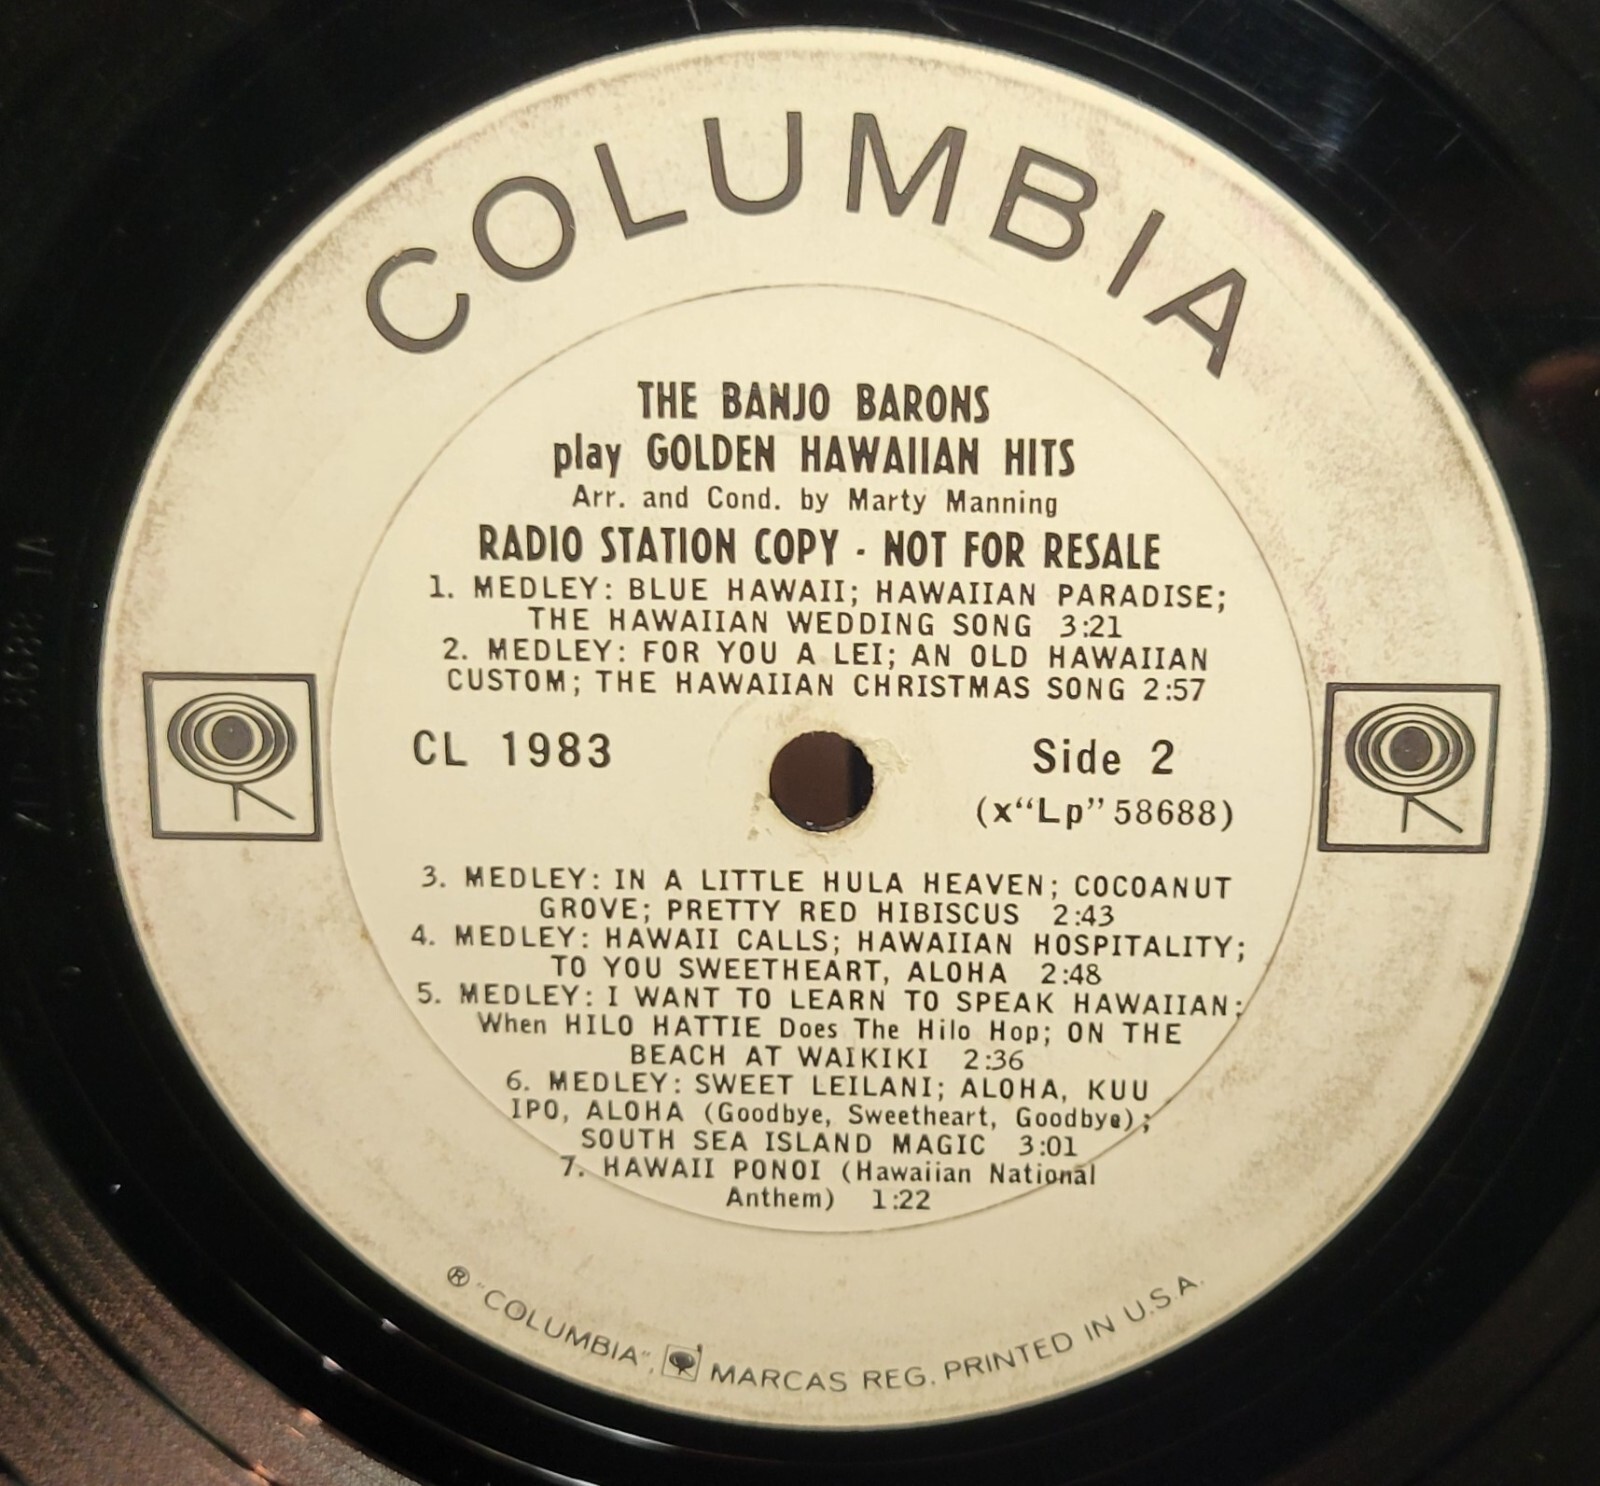 COLUMBIA
THE BANJO BARONS
play GOLDEN HAWAIIAN HITS
Arr. and Cond. by Marty Manning
RADIO STATION COPY - NOT FOR RESALE
1. MEDLEY: BLUE HAWAII; HAWAIIAN PARADISE;
THE HAWAIIAN WEDDING SONG 3:21
2. MEDLEY: FOR YOU A LEI; AN OLD HAWAIIAN
CUSTOM; THE HAWAIIAN CHRISTMAS SONG 2:57
CL 1983
Side 2
(x“Lp” 58688)
3. MEDLEY: IN A LITTLE HULA HEAVEN; COCOANUT
GROVE; PRETTY RED HIBISCUS 2:43
4. MEDLEY: HAWAII CALLS; HAWAIIAN HOSPITALITY;
TO YOU SWEETHEART, ALOHA 2:48
5. MEDLEY: I WANT TO LEARN TO SPEAK HAWAIIAN;
When HILO HATTIE Does The Hilo Hop; ON THE
BEACH AT WAIKIKI 2:36
6. MEDLEY: SWEET LEILANI; ALOHA, KUU
IPO, ALOHA (Goodbye, Sweetheart, Goodbye);
SOUTH SEA ISLAND MAGIC 3:01
7. HAWAII PONOI (Hawaiian National
Anthem) 1:22
® “COLUMBIA”, MARCAS REG. PRINTED IN U.S.A.